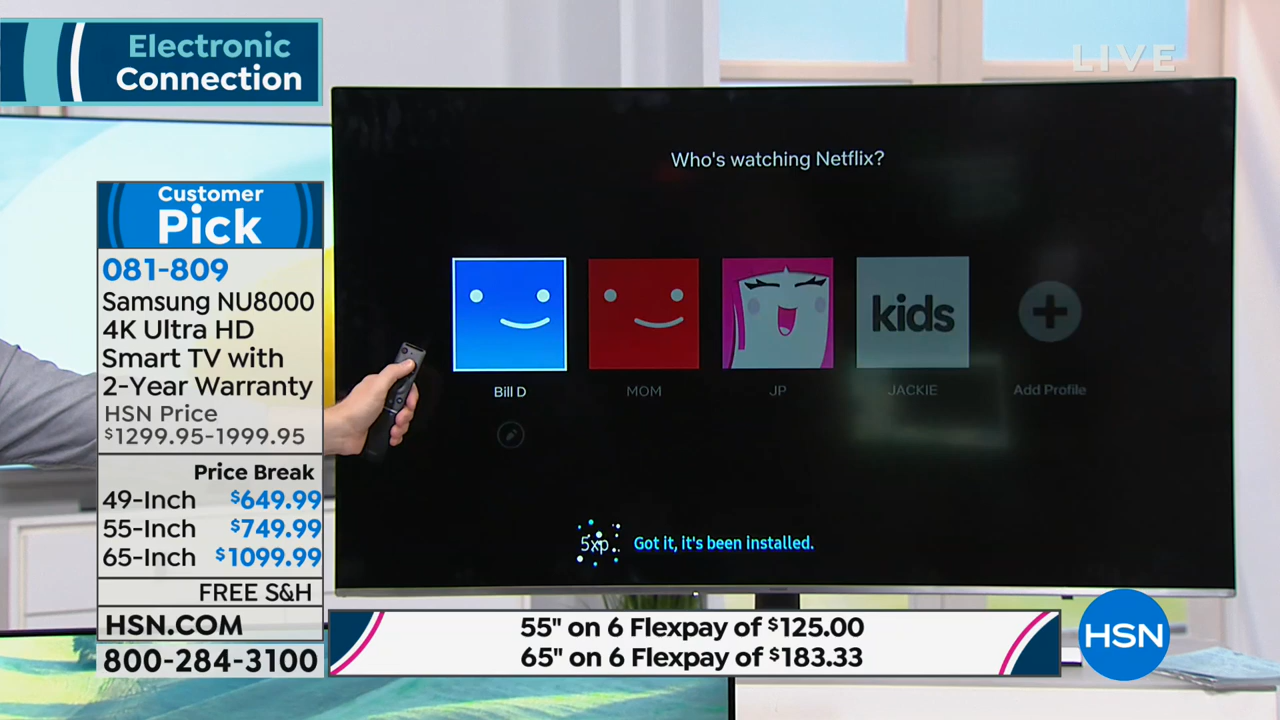 Electronic
Connection
LIVE
Customer
Pick
081-809
Samsung NU8000
4K Ultra HD
Smart TV with
2-Year Warranty
HSN Price
$1299.95-1999.95
Price Break
49-Inch $649.99
55-Inch $749.99
65-Inch $1099.99
FREE S&H
HSN.COM
800-284-3100
Who's watching Netflix?
kids
Bill D
MOM
JP
JACKIE
Add Profile
5xp
Got it, it's been installed.
55" on 6 Flexpay of $125.00
65" on 6 Flexpay of $183.33
HSN